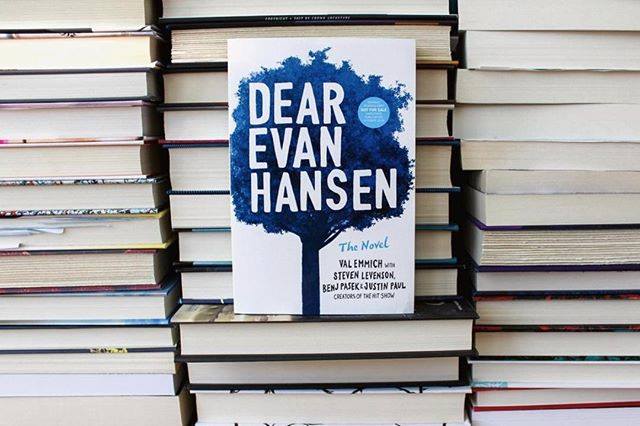 DEAR
EVAN
HANSEN
NOT FOR SALE
The Novel
VAL EMMICH WITH
STEVEN LEVENSON,
BENJ PASEK & JUSTIN PAUL
CREATORS OF THE HIT SHOW